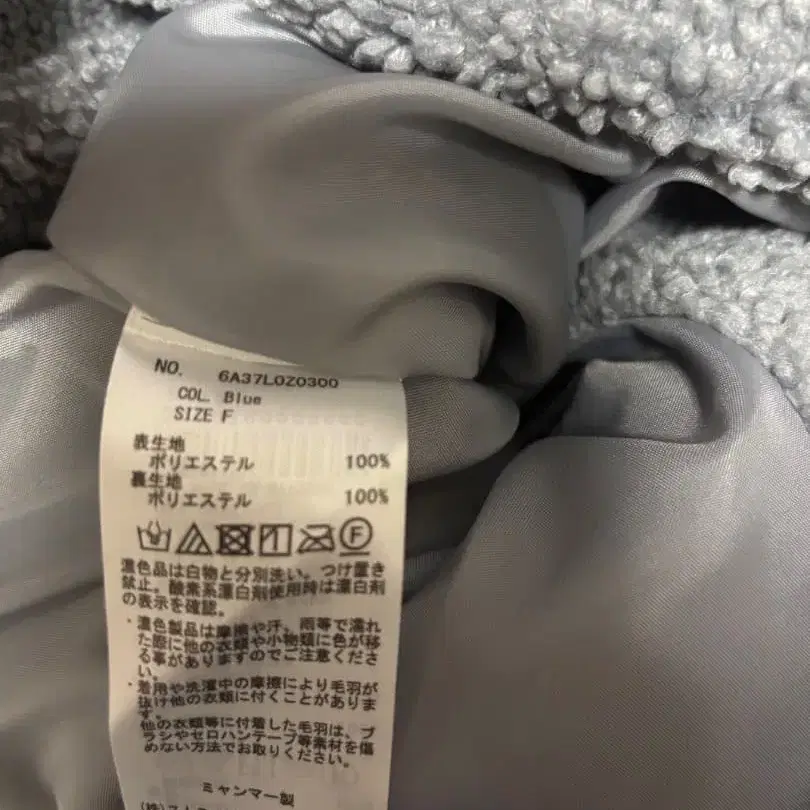 NO. 6A37L0Z0300
COL. Blue
SIZE F
表生地
ポリエステル 100%
裏生地
ポリエステル 100%
F
濃色品は白物と分別洗い。つけ置き
禁止。酸素系漂白剤使用時は漂白剤
の表示を確認。
・濃色製品は摩擦や汗、雨等で濡れ
た際に他の衣類や小物類に色が移
る事がありますのでご注意くださ
い。
・着用や洗濯中の摩擦により毛羽が
抜け他の衣類に付くことがありま
す。
他の衣類等に付着した毛羽は、ブ
ラシやセロハンテープ等素材を傷
めない方法でお取りください。
ミャンマー製
(株)スト